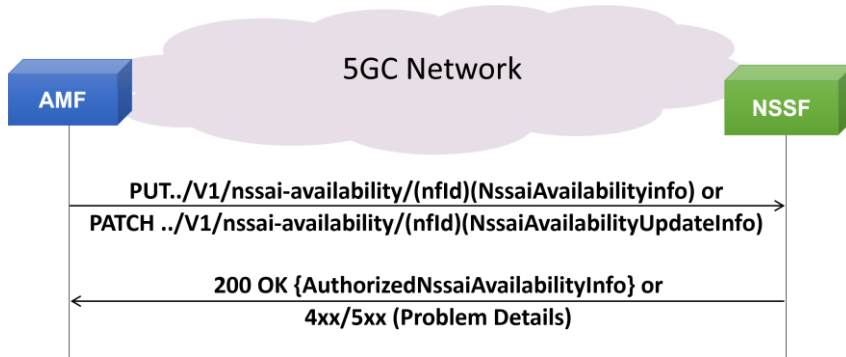 5GC Network
AMF
NSSF
PUT../V1/nssai-availability/(nfId)(NssaiAvailabilityinfo) or
PATCH ../V1/nssai-availability/(nfId)(NssaiAvailabilityUpdateInfo)
200 OK {AuthorizedNssaiAvailabilityInfo} or
4xx/5xx (Problem Details)